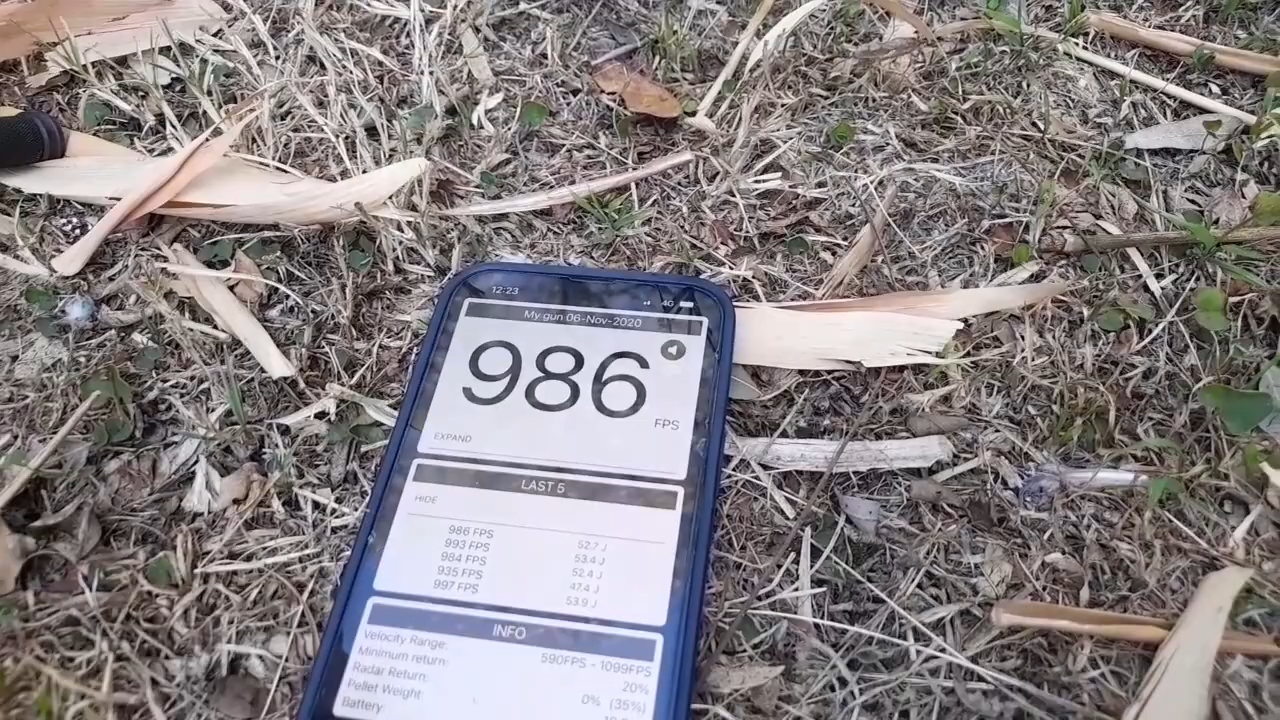 12:23 4G
My gun 06-Nov-2020
986
FPS
EXPAND
LAST 5
HIDE
986 FPS 52.7 J
993 FPS 53.4 J
984 FPS 52.4 J
935 FPS 47.4 J
997 FPS 53.9 J
INFO
Velocity Range: 590FPS - 1099FPS
Minimum return: 20%
Radar Return: 0% (35%)
Pellet Weight:
Battery: